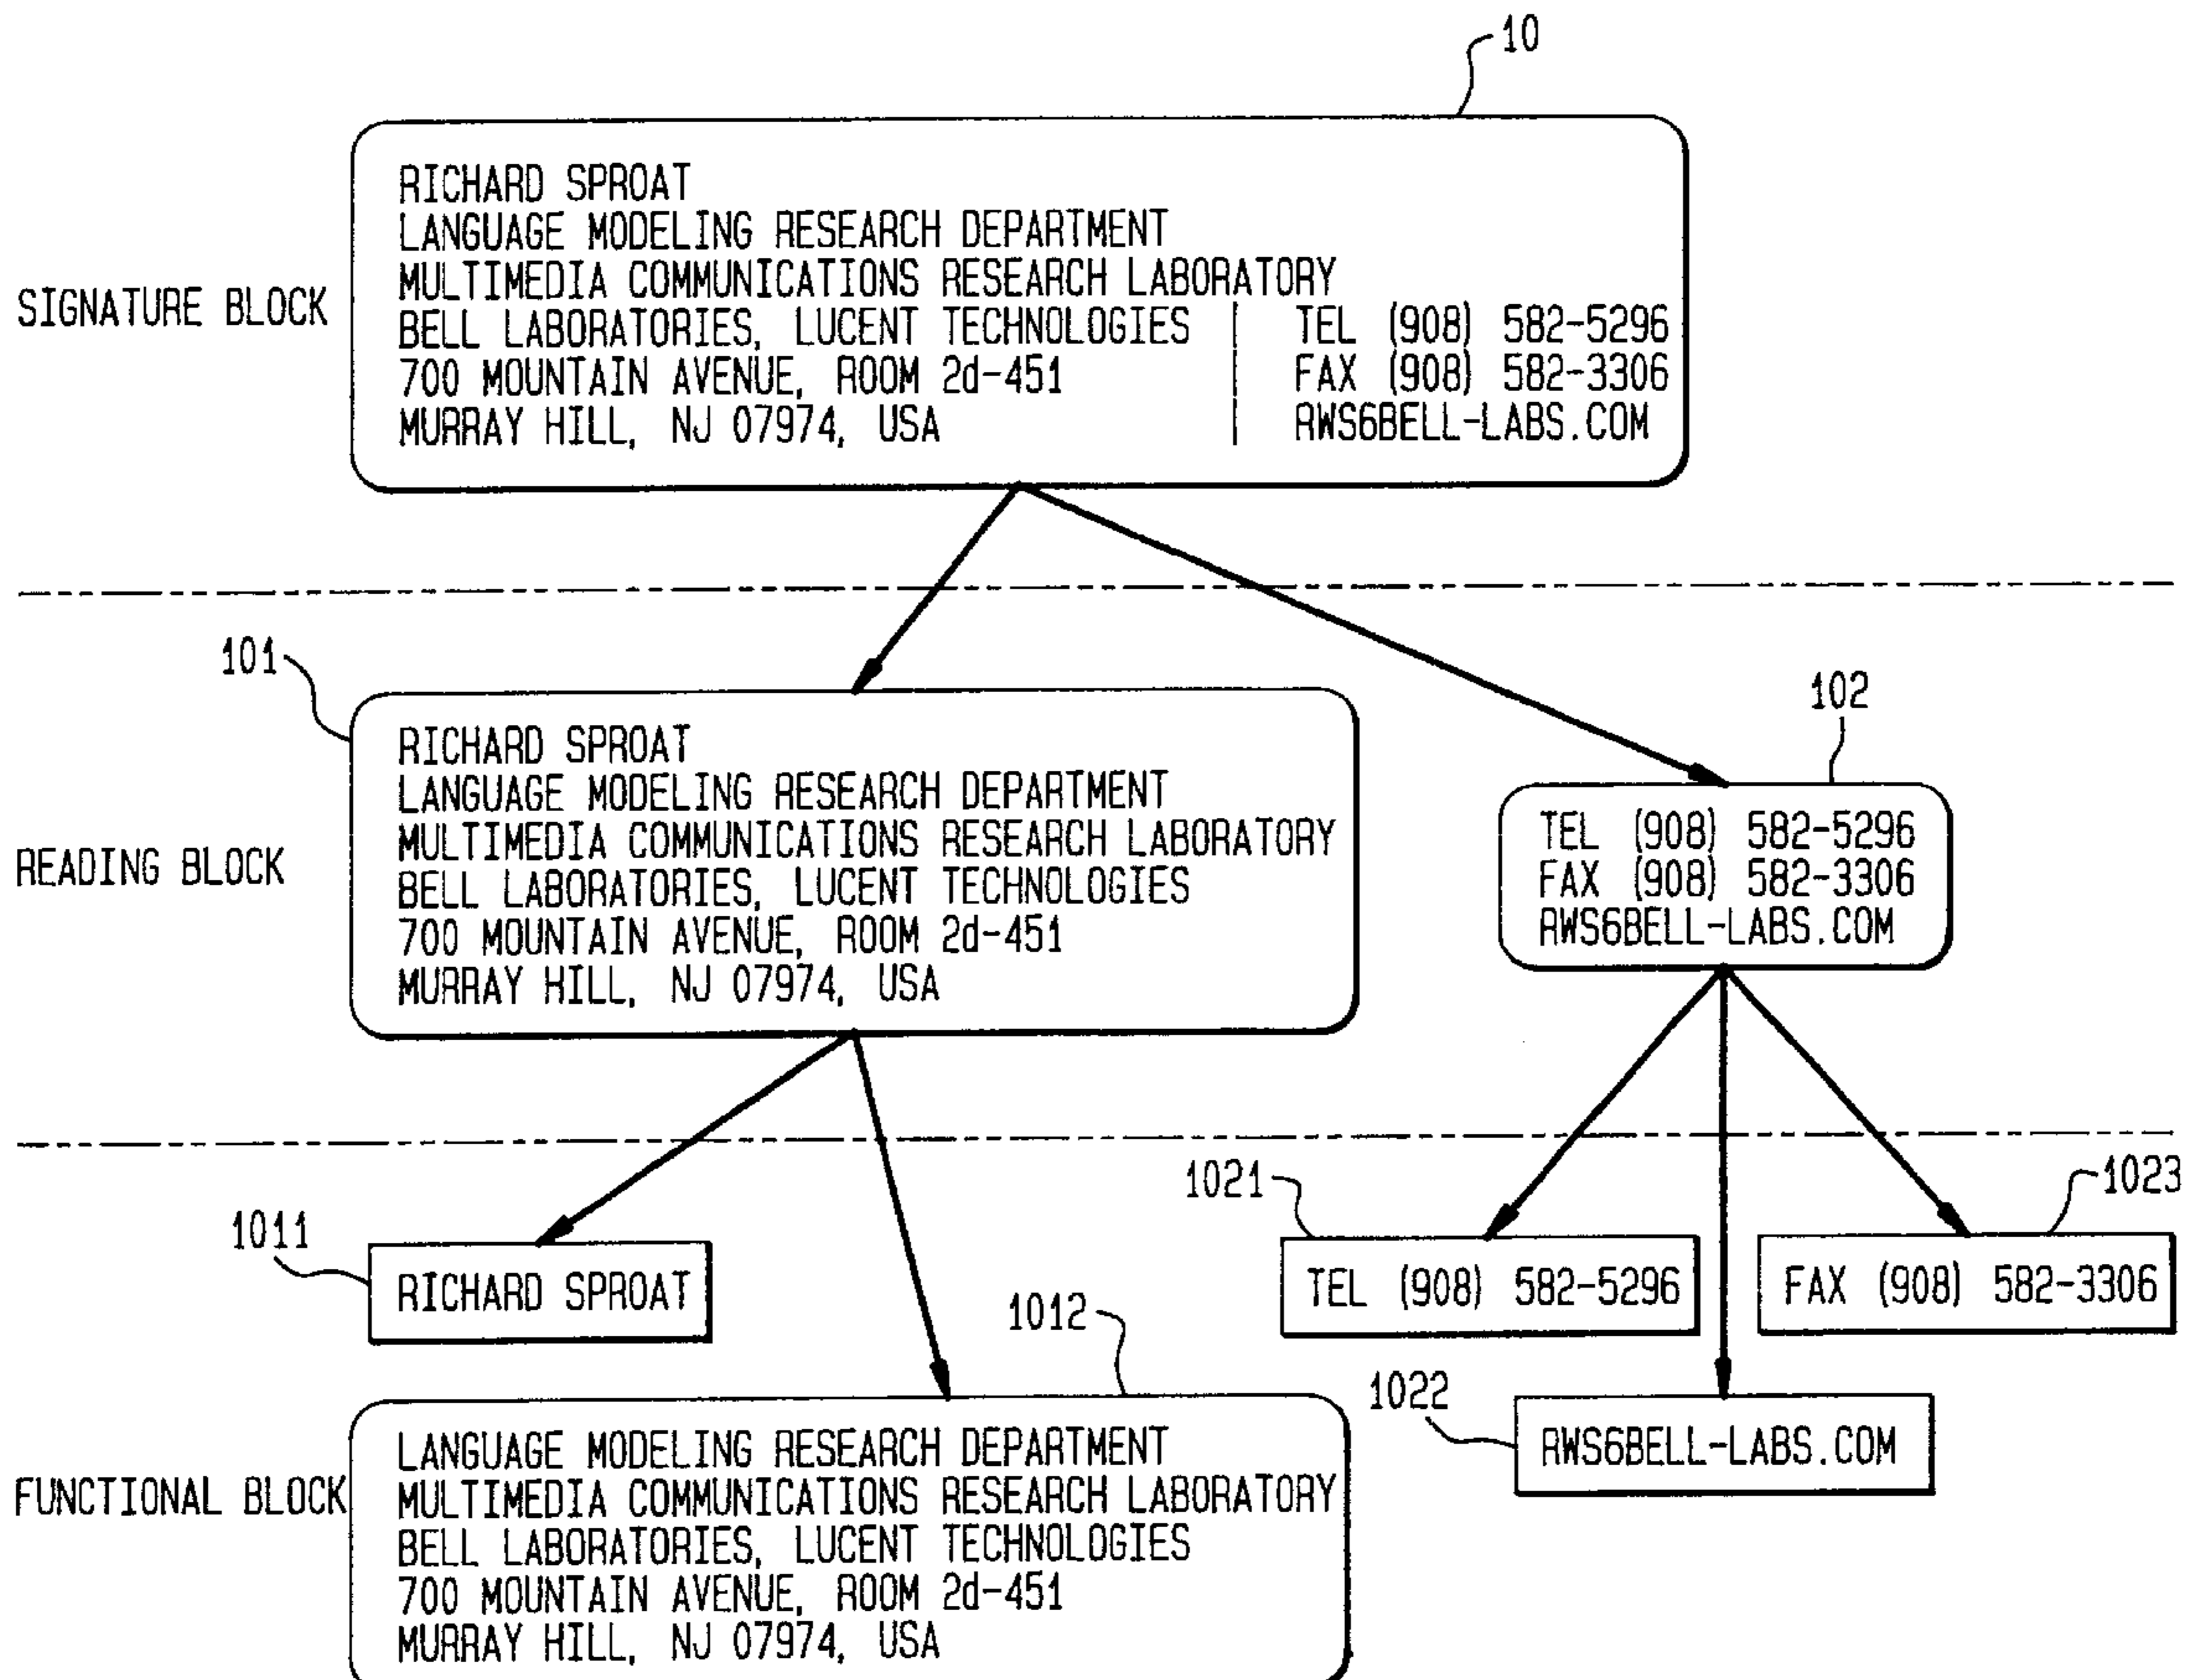 10
RICHARD SPROAT
LANGUAGE MODELING RESEARCH DEPARTMENT
MULTIMEDIA COMMUNICATIONS RESEARCH LABORATORY
SIGNATURE BLOCK
BELL LABORATORIES, LUCENT TECHNOLOGIES | TEL (908) 582-5296
700 MOUNTAIN AVENUE, ROOM 2d-451 | FAX (908) 582-3306
MURRAY HILL, NJ 07974, USA | RWS6BELL-LABS.COM
101
RICHARD SPROAT
LANGUAGE MODELING RESEARCH DEPARTMENT
MULTIMEDIA COMMUNICATIONS RESEARCH LABORATORY
BELL LABORATORIES, LUCENT TECHNOLOGIES
700 MOUNTAIN AVENUE, ROOM 2d-451
MURRAY HILL, NJ 07974, USA
READING BLOCK
102
TEL (908) 582-5296
FAX (908) 582-3306
RWS6BELL-LABS.COM
1011
RICHARD SPROAT
1012
LANGUAGE MODELING RESEARCH DEPARTMENT
MULTIMEDIA COMMUNICATIONS RESEARCH LABORATORY
BELL LABORATORIES, LUCENT TECHNOLOGIES
700 MOUNTAIN AVENUE, ROOM 2d-451
MURRAY HILL, NJ 07974, USA
FUNCTIONAL BLOCK
1021
TEL (908) 582-5296
1023
FAX (908) 582-3306
1022
RWS6BELL-LABS.COM